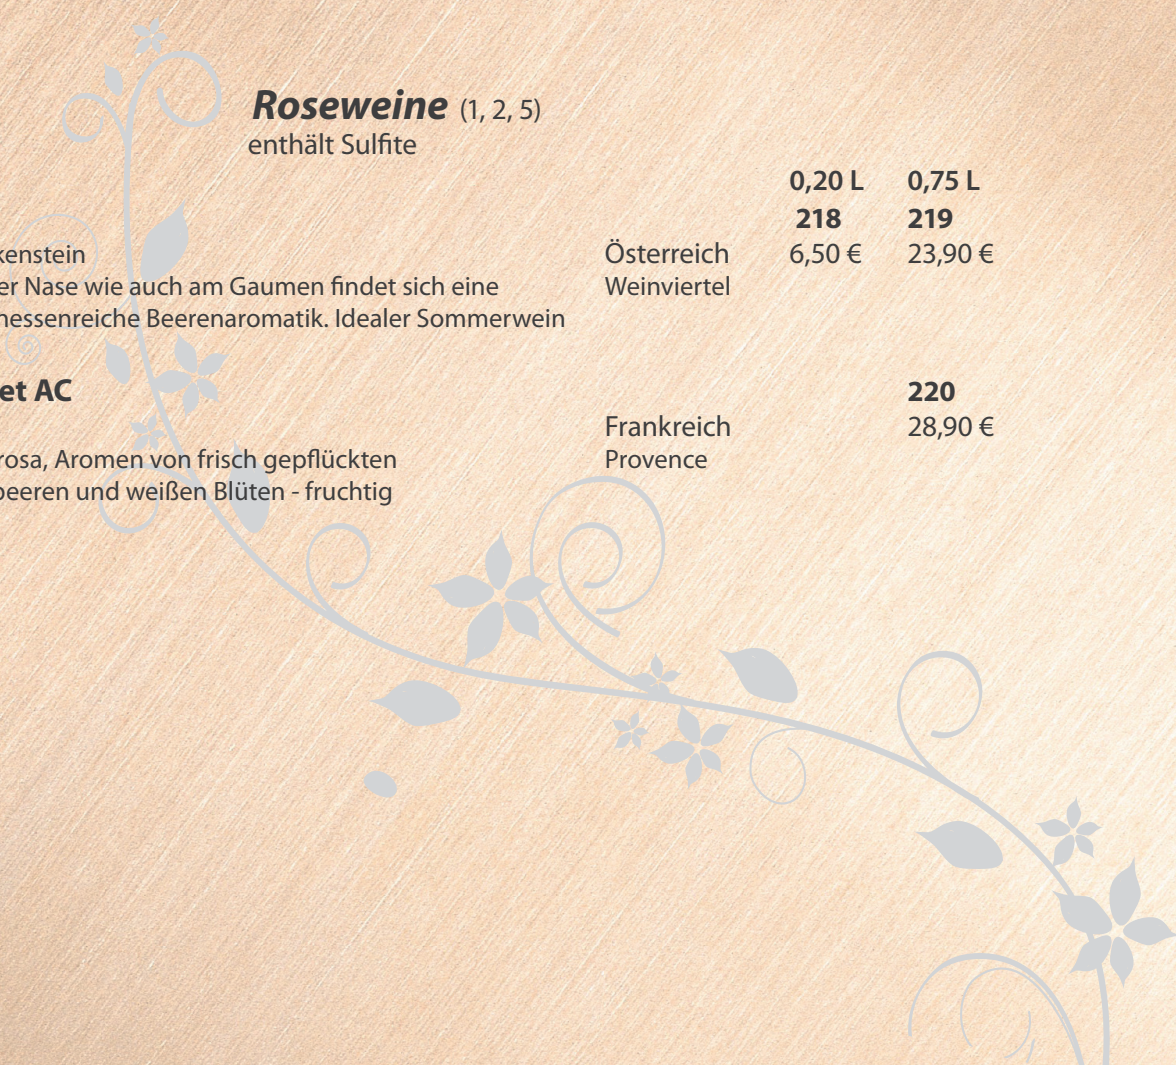 Roseweine (1, 2, 5)
enthält Sulfite
0,20 L 0,75 L
218 219
kenstein Österreich 6,50 € 23,90 €
er Nase wie auch am Gaumen findet sich eine Weinviertel
nessenreiche Beerenaromatik. Idealer Sommerwein
et AC 220
Frankreich 28,90 €
rosa, Aromen von frisch gepflückten Provence
beeren und weißen Blüten - fruchtig